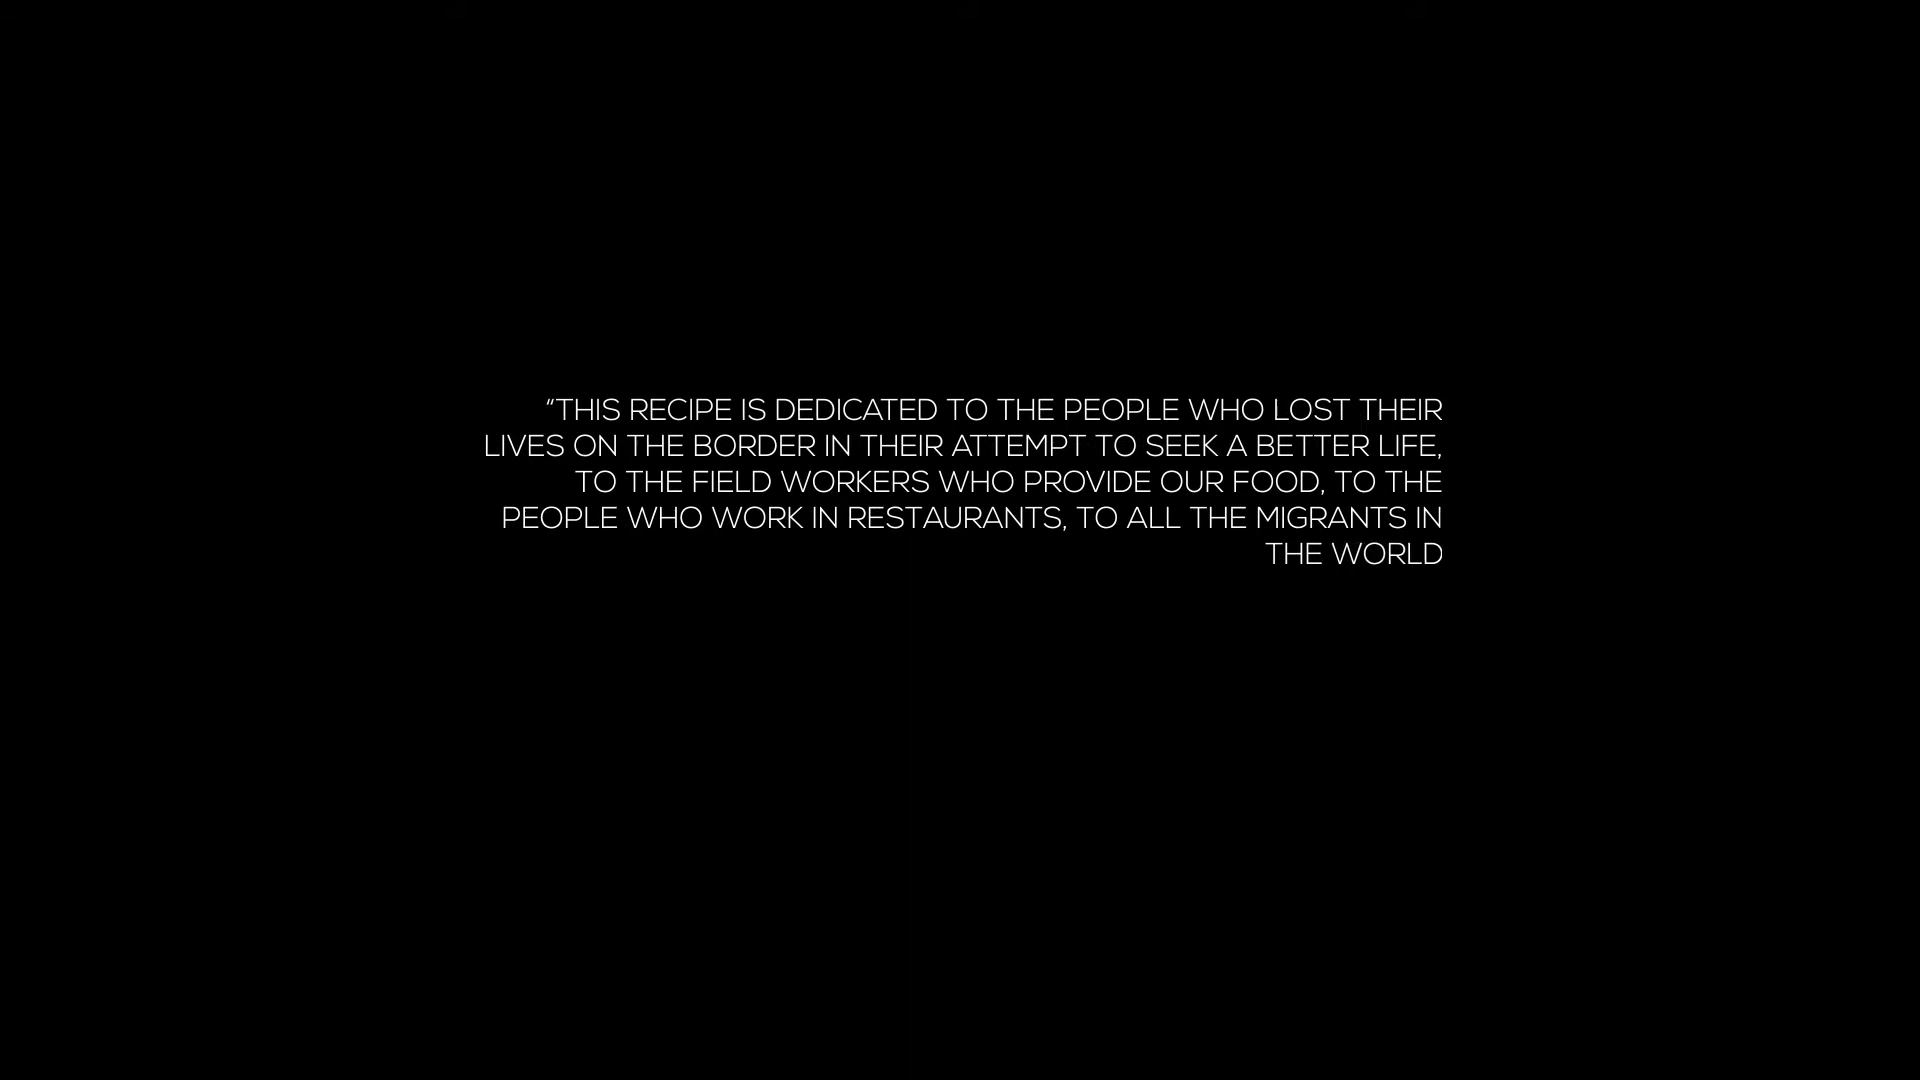 “THIS RECIPE IS DEDICATED TO THE PEOPLE WHO LOST THEIR
LIVES ON THE BORDER IN THEIR ATTEMPT TO SEEK A BETTER LIFE,
TO THE FIELD WORKERS WHO PROVIDE OUR FOOD, TO THE
PEOPLE WHO WORK IN RESTAURANTS, TO ALL THE MIGRANTS IN
THE WORLD